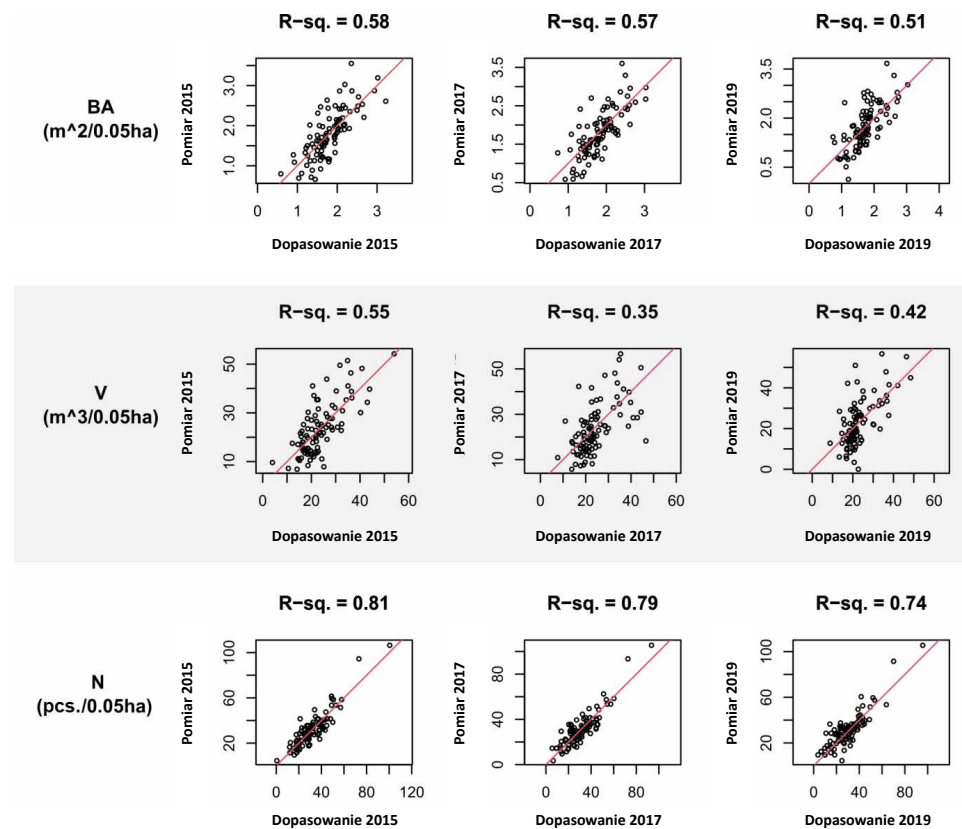 R−sq. = 0.58
R−sq. = 0.57
R−sq. = 0.51
BA
(m^2/0.05ha)
Pomiar 2015
1.0 2.0 3.0
0 1 2 3
Dopasowanie 2015
Pomiar 2017
0.5 1.5 2.5 3.5
0 1 2 3
Dopasowanie 2017
Pomiar 2019
0.5 2.0 3.5
0 1 2 3 4
Dopasowanie 2019
R−sq. = 0.55
R−sq. = 0.35
R−sq. = 0.42
V
(m^3/0.05ha)
Pomiar 2015
10 30 50
0 20 40 60
Dopasowanie 2015
Pomiar 2017
10 30 50
0 20 40 60
Dopasowanie 2017
Pomiar 2019
0 20 40
0 20 40 60
Dopasowanie 2019
R−sq. = 0.81
R−sq. = 0.79
R−sq. = 0.74
N
(pcs./0.05ha)
Pomiar 2015
20 60 100
0 40 80 120
Dopasowanie 2015
Pomiar 2017
0 40 80
0 40 80
Dopasowanie 2017
Pomiar 2019
20 60 100
0 40 80
Dopasowanie 2019